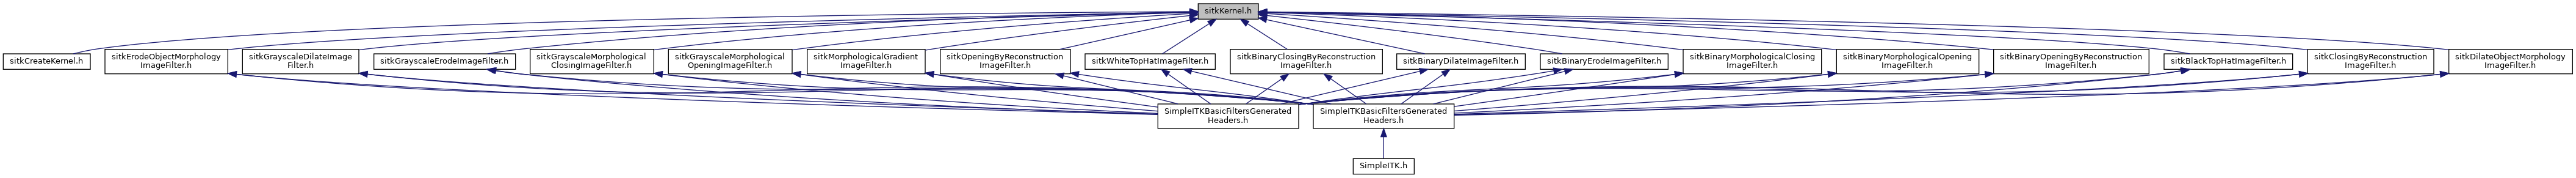 sitkKernel.h
sitkCreateKernel.h
sitkErodeObjectMorphology
ImageFilter.h
sitkGrayscaleDilateImage
Filter.h
sitkGrayscaleErodeImageFilter.h
sitkGrayscaleMorphological
ClosingImageFilter.h
sitkGrayscaleMorphological
OpeningImageFilter.h
sitkMorphologicalGradient
ImageFilter.h
sitkOpeningByReconstruction
ImageFilter.h
sitkWhiteTopHatImageFilter.h
sitkBinaryClosingByReconstruction
ImageFilter.h
sitkBinaryDilateImageFilter.h
sitkBinaryErodeImageFilter.h
sitkBinaryMorphologicalClosing
ImageFilter.h
sitkBinaryMorphologicalOpening
ImageFilter.h
sitkBinaryOpeningByReconstruction
ImageFilter.h
sitkBlackTopHatImageFilter.h
sitkClosingByReconstruction
ImageFilter.h
sitkDilateObjectMorphology
ImageFilter.h
SimpleITKBasicFiltersGenerated
Headers.h
SimpleITKBasicFiltersGenerated
Headers.h
SimpleITK.h